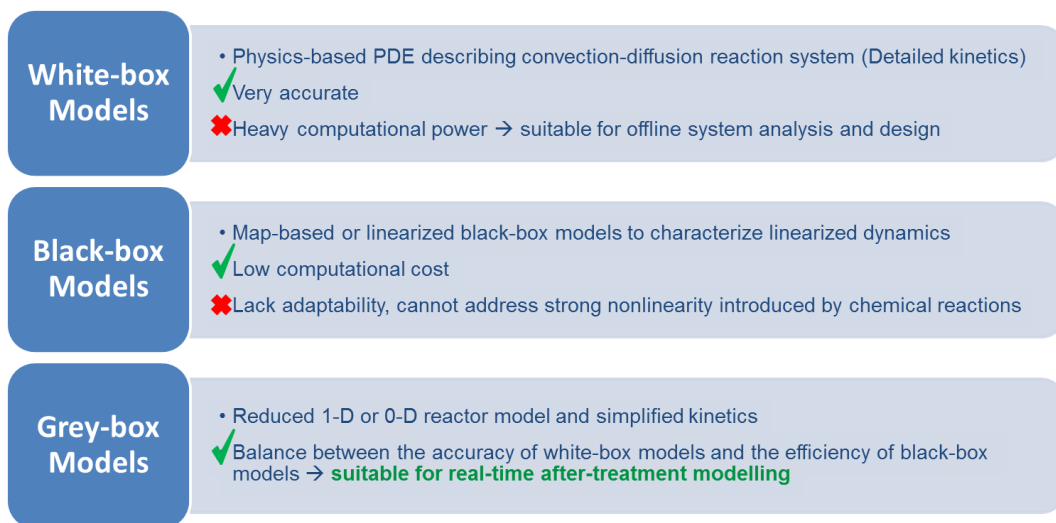 White-box
Models
• Physics-based PDE describing convection-diffusion reaction system (Detailed kinetics)
Very accurate
Heavy computational power → suitable for offline system analysis and design
Black-box
Models
• Map-based or linearized black-box models to characterize linearized dynamics
Low computational cost
Lack adaptability, cannot address strong nonlinearity introduced by chemical reactions
Grey-box
Models
• Reduced 1-D or 0-D reactor model and simplified kinetics
Balance between the accuracy of white-box models and the efficiency of black-box
models → suitable for real-time after-treatment modelling